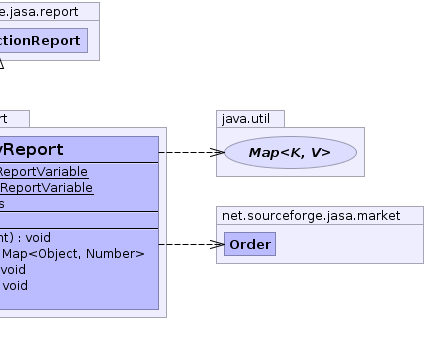 e.jasa.report
ctionReport
rt
java.util
yReport
Map<K, V>
ReportVariable
ReportVariable
s
net.sourceforge.jasa.market
nt) : void
Order
Map<Object, Number>
void
void